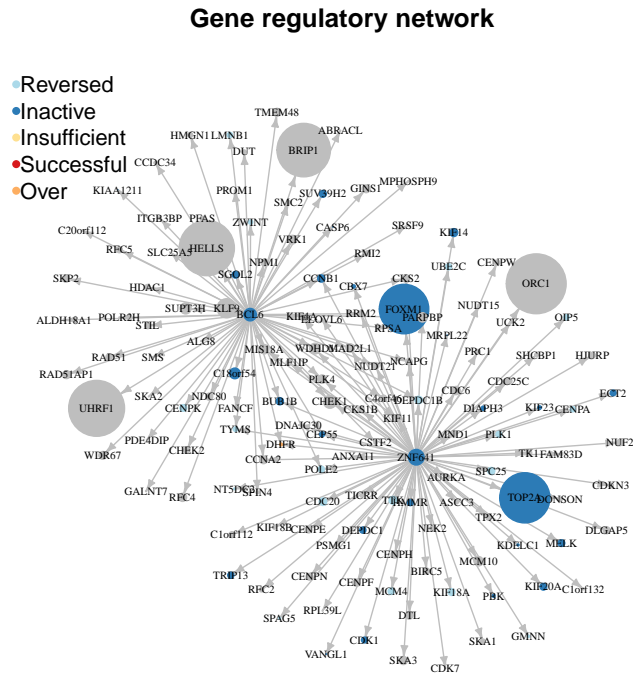 Gene regulatory network
Reversed
Inactive
Insufficient
Successful
Over
TMEM48
HMGN1
LMNB1
ABRACL
DUT
BRIP1
CCDC34
MPHOSPH9
KIAA1211
PROM1
SUV39H2
GINS1
SMC2
ITGB3BP
PFAS
ZWINT
CASP6
SRSF9
C20orf112
VRK1
KIF14
RFC5
SLC25A5
HELLS
RMI2
NPM1
CENPW
SKP2
SGOL2
CCNB1
CKS2
UBE2C
HDAC1
CBX7
ORC1
SUPT3H
KLF9
NUDT15
POLR2H
FOXM1
ALDH18A1
BCL6
KIF15
RRM2
PARPBP
OIP5
STIL
ELOVL6
RPSA
UCK2
MRPL22
ALG8
MIS18A
WDHD1
MAD2L1
PRC1
SHCBP1
HJURP
RAD51
SMS
MLF1IP
NUDT21
NCAPG
RAD51AP1
C18orf54
PLK4
CDC25C
SKA2
NDC80
CHEK1
C4orf46
CDC6
ECT2
UHRF1
CENPK
FANCF
BUB1B
CKS1B
DEPDC1B
DIAPH3
KIF23
CENPA
KIF11
TYMS
DNAJC30
CEP55
MND1
PLK1
PDE4DIP
DHFR
CSTF2
NUF2
WDR67
CHEK2
CCNA2
ANXA11
ZNF641
TK1
FAM83D
POLE2
SPC25
GALNT7
NT5DC2
SPIN4
AURKA
CDKN3
RFC4
CDC20
TICRR
TTK
HMMR
ASCC3
TOP2A
DONSON
C1orf112
KIF18B
CENPE
DEPDC1
NEK2
TPX2
DLGAP5
PSMG1
KDELC1
MELK
CENPH
MCM10
TRIP13
CENPN
BIRC5
RFC2
CENPF
KIF20A
C1orf132
MCM4
KIF18A
PBK
RPL39L
SPAG5
DTL
CDK1
SKA1
GMNN
VANGL1
SKA3
CDK7